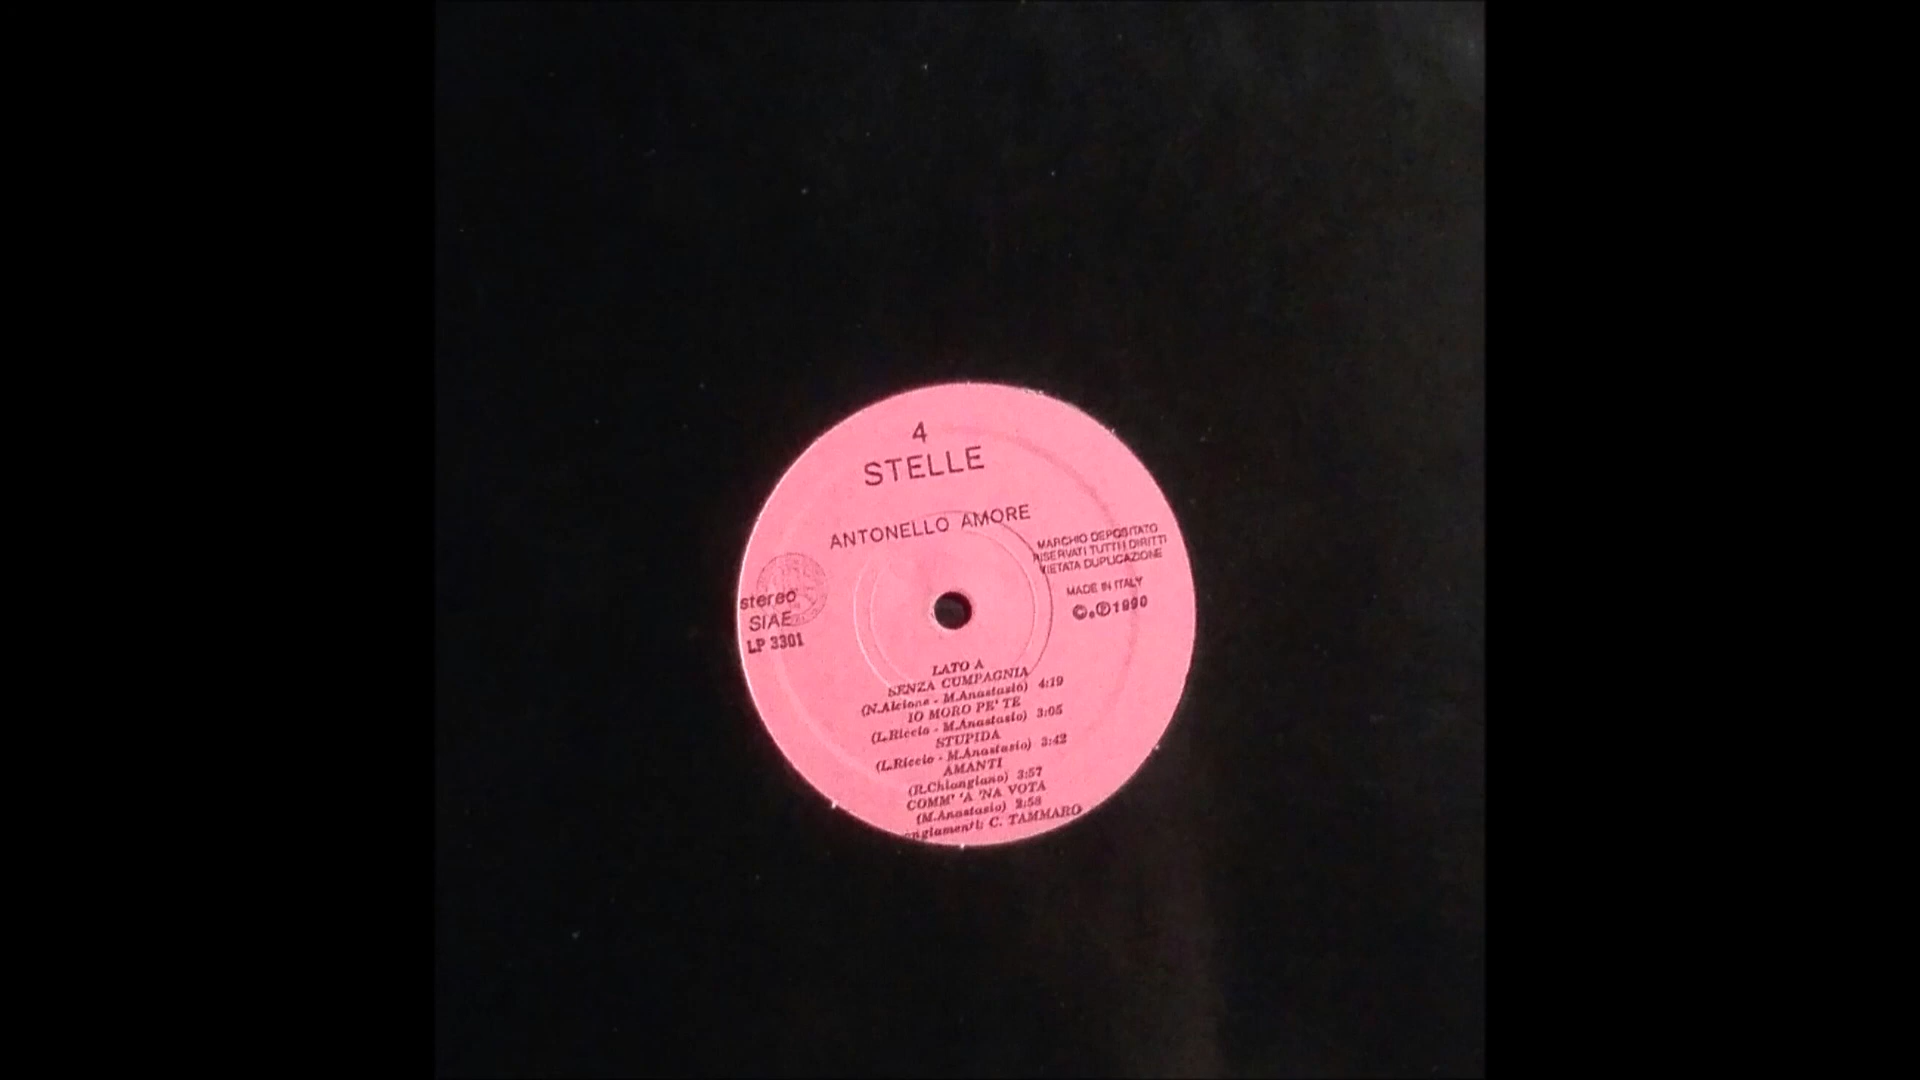 4
STELLE
ANTONELLO AMORE
MARCHIO DEPOSITATO
RISERVATI TUTTI I DIRITTI
VIETATA DUPLICAZIONE
MADE IN ITALY
©.℗1990
stereo
SIAE
LP 3301
LATO A
SENZA CUMPAGNIA
(N.Alcione - M.Anastasio) 4:19
IO MORO PE' TE
(L.Riccio - M.Anastasio) 3:05
STUPIDA
(L.Riccio - M.Anastasio) 3:42
AMANTI
(R.Chiangiano) 3:57
COMM' 'A 'NA VOTA
(M.Anastasio) 2:58
C. TAMMARO